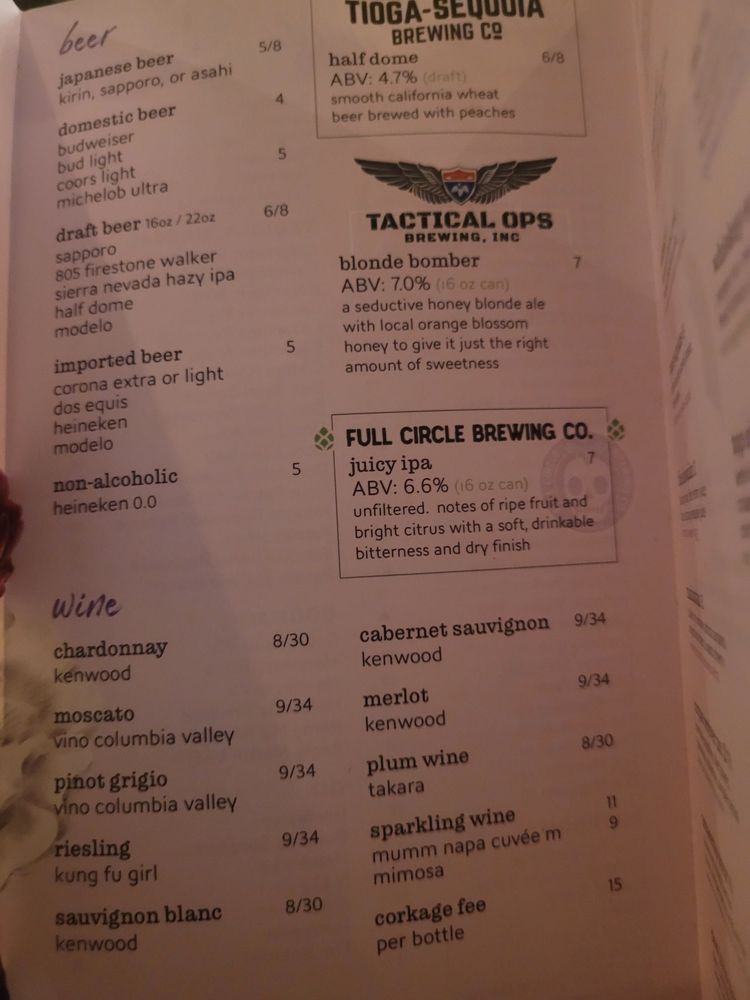 beer
japanese beer 5/8
kirin, sapporo, or asahi
domestic beer 4
budweiser
bud light 5
coors light
michelob ultra
draft beer 16oz / 22oz 6/8
sapporo
805 firestone walker
sierra nevada hazy ipa
half dome
modelo
imported beer 5
corona extra or light
dos equis
heineken
modelo
non-alcoholic 5
heineken 0.0
TIOGA-SEQUOIA
BREWING CO
half dome 6/8
ABV: 4.7% (draft)
smooth california wheat
beer brewed with peaches
TACTICAL OPS
BREWING, INC
blonde bomber 7
ABV: 7.0% (16 oz can)
a seductive honey blonde ale
with local orange blossom
honey to give it just the right
amount of sweetness
FULL CIRCLE BREWING CO.
juicy ipa 7
ABV: 6.6% (16 oz can)
unfiltered. notes of ripe fruit and
bright citrus with a soft, drinkable
bitterness and dry finish
wine
chardonnay 8/30
kenwood
moscato 9/34
vino columbia valley
pinot grigio 9/34
vino columbia valley
riesling 9/34
kung fu girl
sauvignon blanc 8/30
kenwood
cabernet sauvignon 9/34
kenwood
merlot 9/34
kenwood
plum wine 8/30
takara
sparkling wine 11
mumm napa cuvée m 9
mimosa
corkage fee 15
per bottle